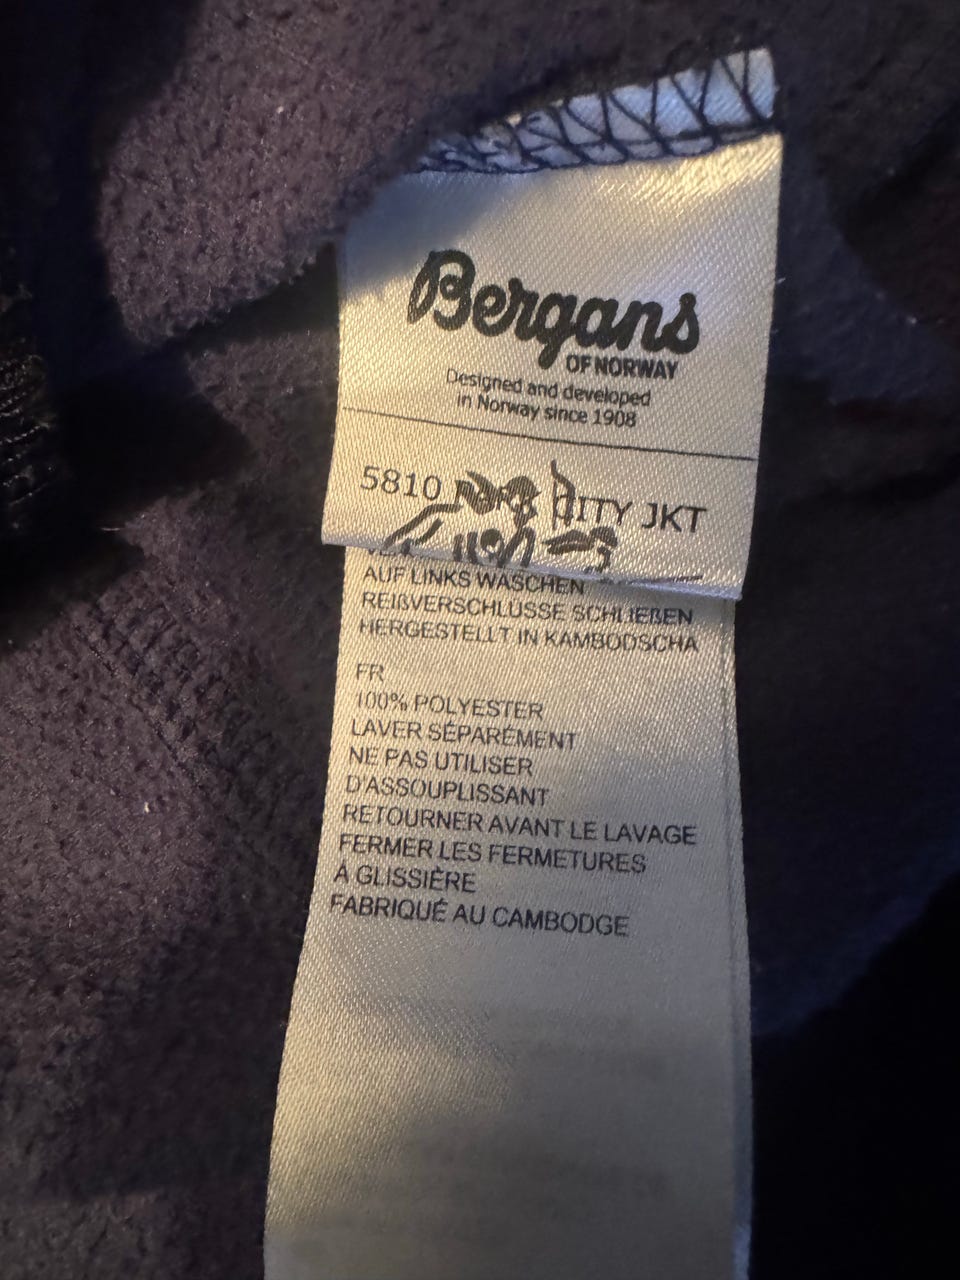 Bergans
OF NORWAY
Designed and developed
in Norway since 1908
5810 CITY JKT
AUF LINKS WASCHEN
REIßVERSCHLÜSSE SCHLIEßEN
HERGESTELLT IN KAMBODSCHA
FR
100% POLYESTER
LAVER SÉPARÉMENT
NE PAS UTILISER
D'ASSOUPLISSANT
RETOURNER AVANT LE LAVAGE
FERMER LES FERMETURES
À GLISSIÈRE
FABRIQUÉ AU CAMBODGE